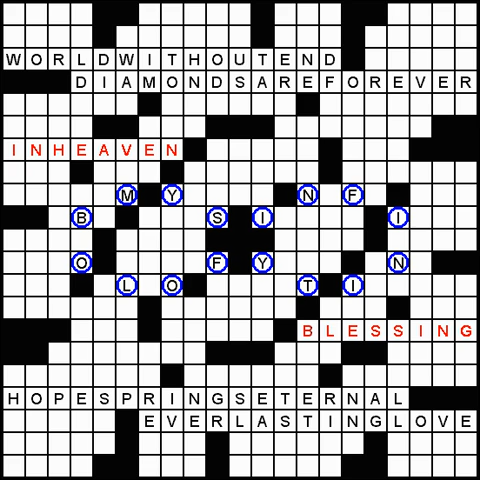 WORLDWITHOUTEND
DIAMONDSAREFOREVER
INHEAVEN
M Y N F
B S I I
O F Y N
L O T I
BLESSING
HOPESPRINGSETERNAL
EVERLASTINGLOVE